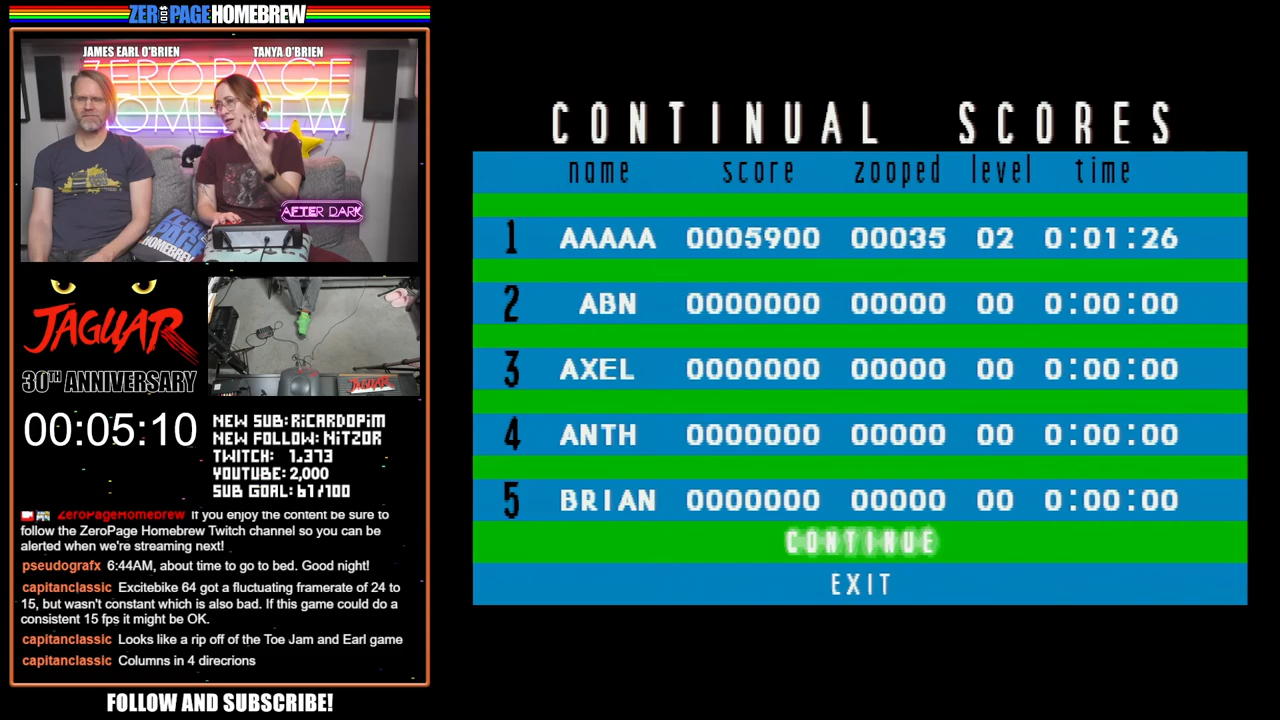 ZEROPAGE HOMEBREW
JAMES EARL O'BRIEN
TANYA O'BRIEN
ZEROPAGE
HOMEBREW
AFTER DARK
ZEROPAGE
HOMEBREW
JAGUAR
30TH ANNIVERSARY
JAGUAR
00:05:10
NEW SUB: RICARDOPIM
NEW FOLLOW: NITZOR
TWITCH: 1,373
YOUTUBE: 2,000
SUB GOAL: 67/100
ZeroPageHomebrew If you enjoy the content be sure to
follow the ZeroPage Homebrew Twitch channel so you can be
alerted when we're streaming next!
pseudografx 6:44AM, about time to go to bed. Good night!
capitanclassic Excitebike 64 got a fluctuating framerate of 24 to
15, but wasn't constant which is also bad. If this game could do a
consistent 15 fps it might be OK.
capitanclassic Looks like a rip off of the Toe Jam and Earl game
capitanclassic Columns in 4 direcrions
FOLLOW AND SUBSCRIBE!
CONTINUAL SCORES
name score zooped level time
1 AAAAA 0005900 00035 02 0:01:26
2 ABN 0000000 00000 00 0:00:00
3 AXEL 0000000 00000 00 0:00:00
4 ANTH 0000000 00000 00 0:00:00
5 BRIAN 0000000 00000 00 0:00:00
CONTINUE
EXIT